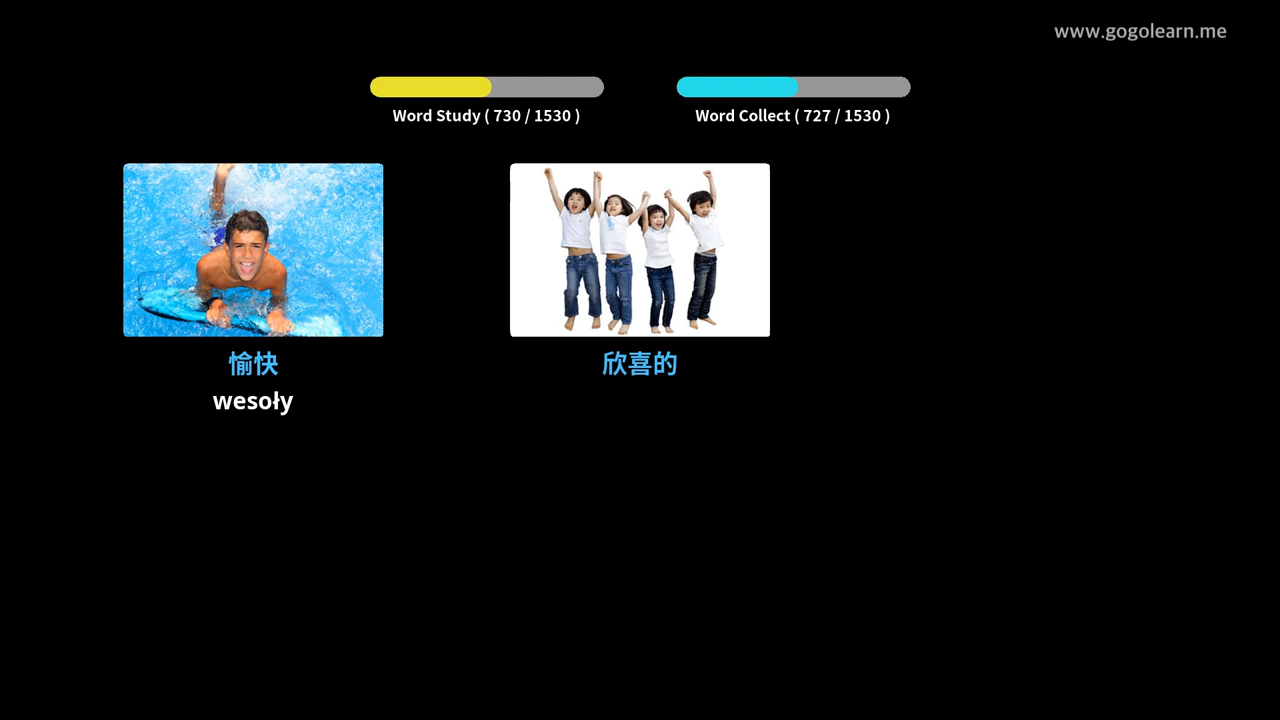 www.gogolearn.me
Word Study ( 730 / 1530 )
Word Collect ( 727 / 1530 )
愉快
wesoły
欣喜的